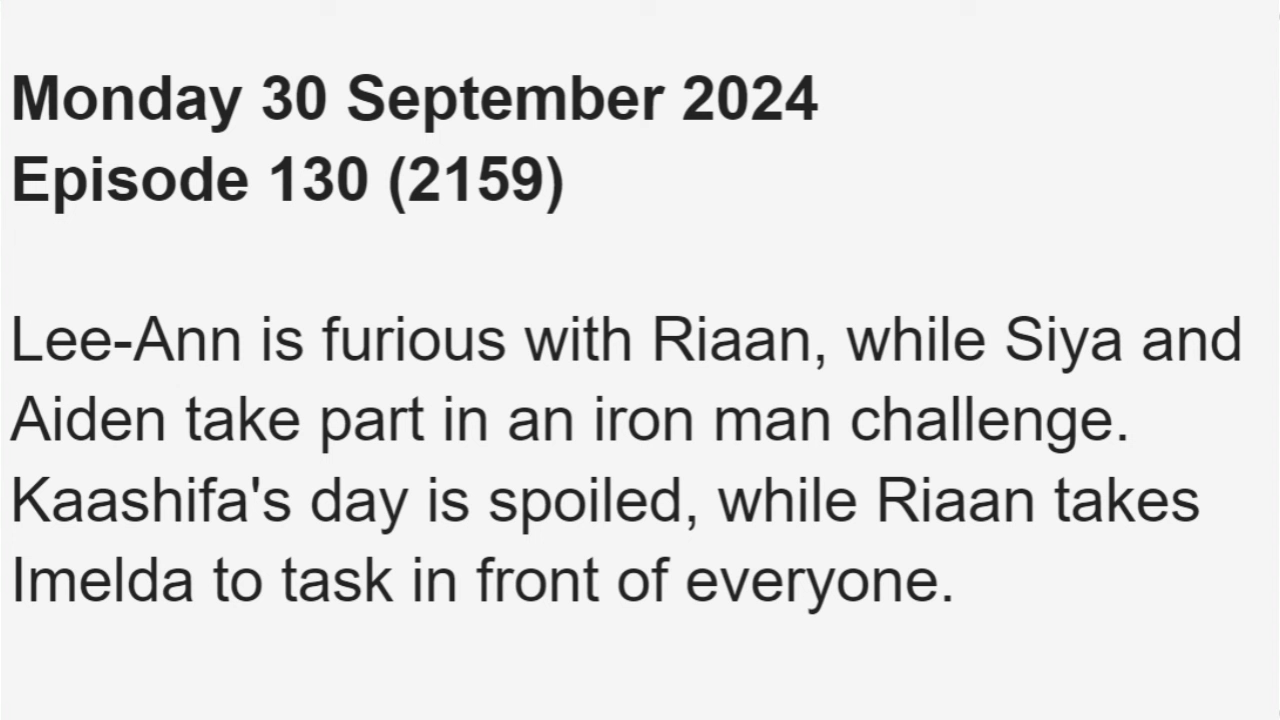 Monday 30 September 2024
Episode 130 (2159)
Lee-Ann is furious with Riaan, while Siya and
Aiden take part in an iron man challenge.
Kaashifa's day is spoiled, while Riaan takes
Imelda to task in front of everyone.